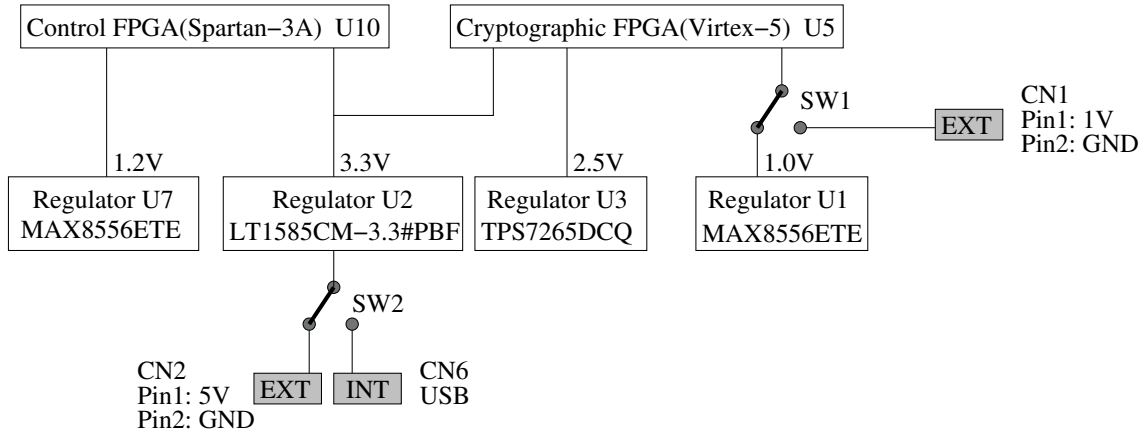 Control FPGA(Spartan−3A) U10
Cryptographic FPGA(Virtex−5) U5
SW1
EXT
CN1
Pin1: 1V
Pin2: GND
1.2V
3.3V
2.5V
1.0V
Regulator U7
MAX8556ETE
Regulator U2
LT1585CM−3.3#PBF
Regulator U3
TPS7265DCQ
Regulator U1
MAX8556ETE
SW2
CN2
Pin1: 5V
Pin2: GND
EXT
INT
CN6
USB